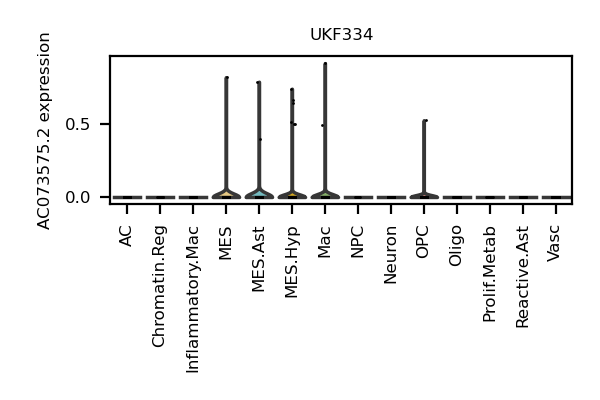 UKF334
AC073575.2 expression
0.5
0.0
AC
Chromatin.Reg
Inflammatory.Mac
MES
MES.Ast
MES.Hyp
Mac
NPC
Neuron
OPC
Oligo
Prolif.Metab
Reactive.Ast
Vasc